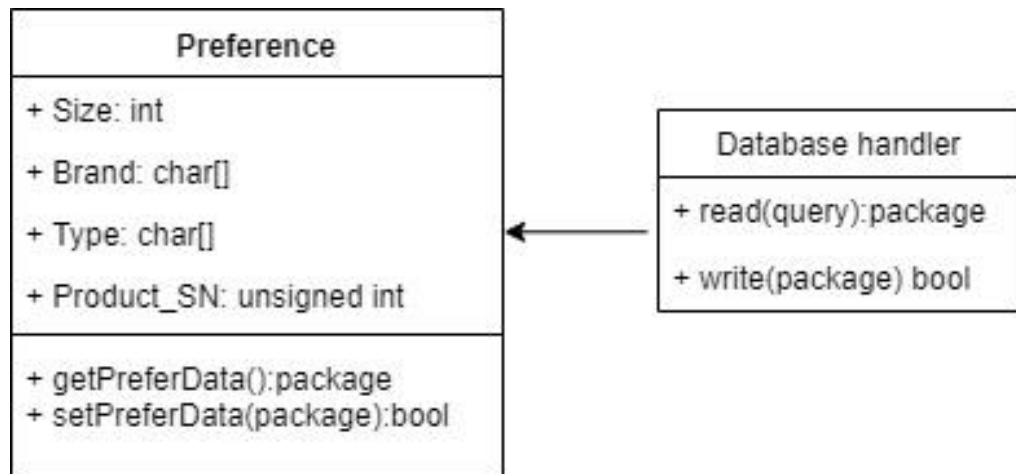 Preference
+ Size: int
+ Brand: char[]
+ Type: char[]
+ Product_SN: unsigned int
+ getPreferData():package
+ setPreferData(package):bool
Database handler
+ read(query):package
+ write(package) bool